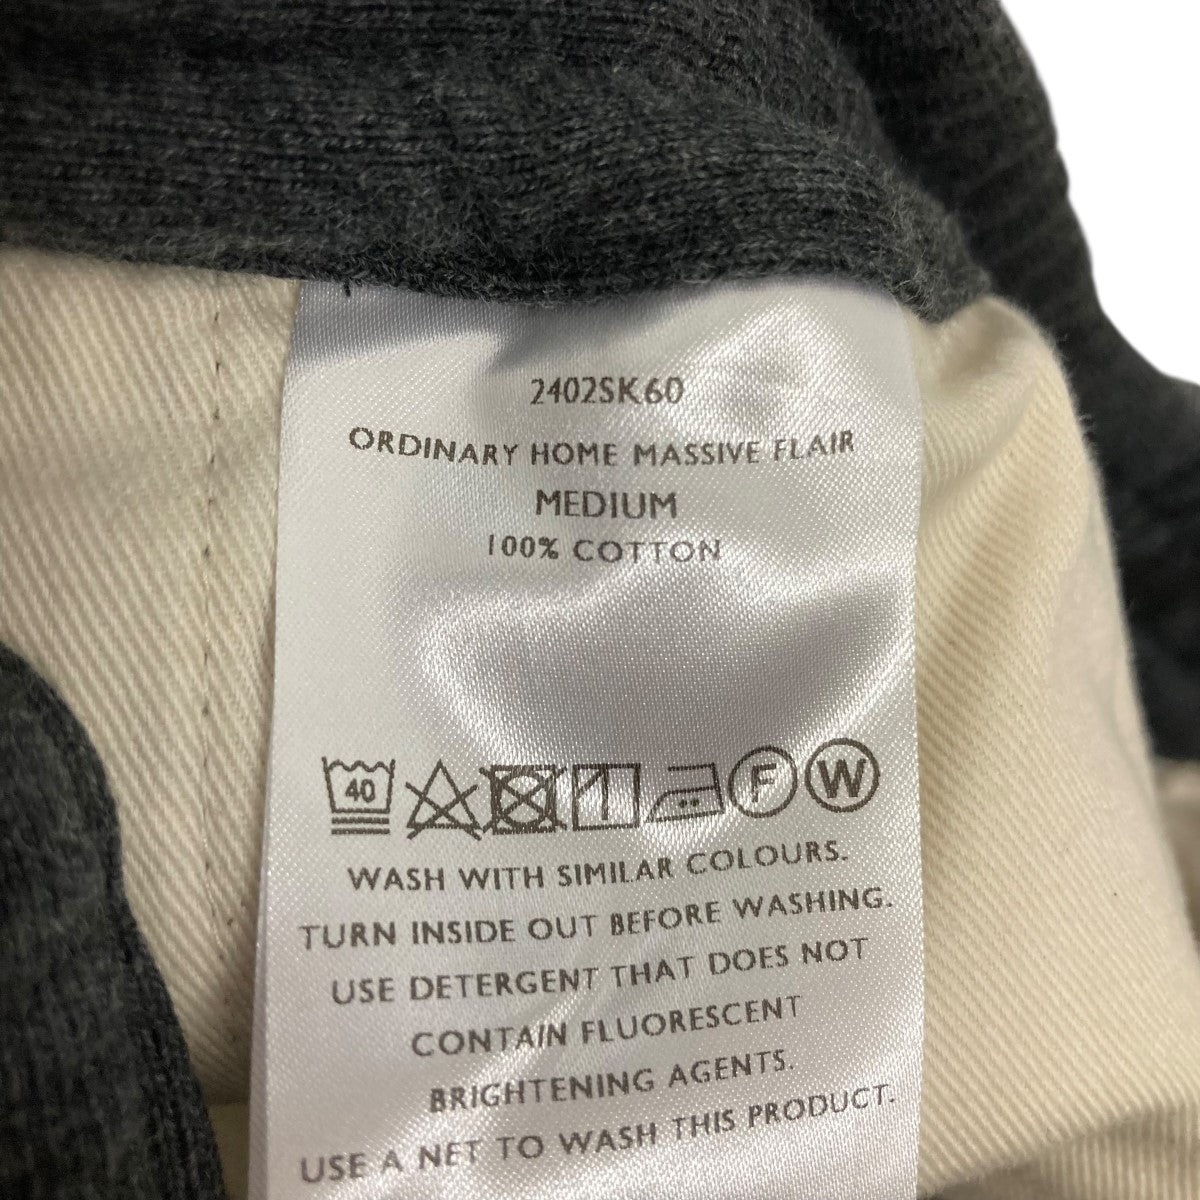 2402SK60
ORDINARY HOME MASSIVE FLAIR
MEDIUM
100% COTTON
40 F W
WASH WITH SIMILAR COLOURS.
TURN INSIDE OUT BEFORE WASHING.
USE DETERGENT THAT DOES NOT
CONTAIN FLUORESCENT
BRIGHTENING AGENTS.
USE A NET TO WASH THIS PRODUCT.